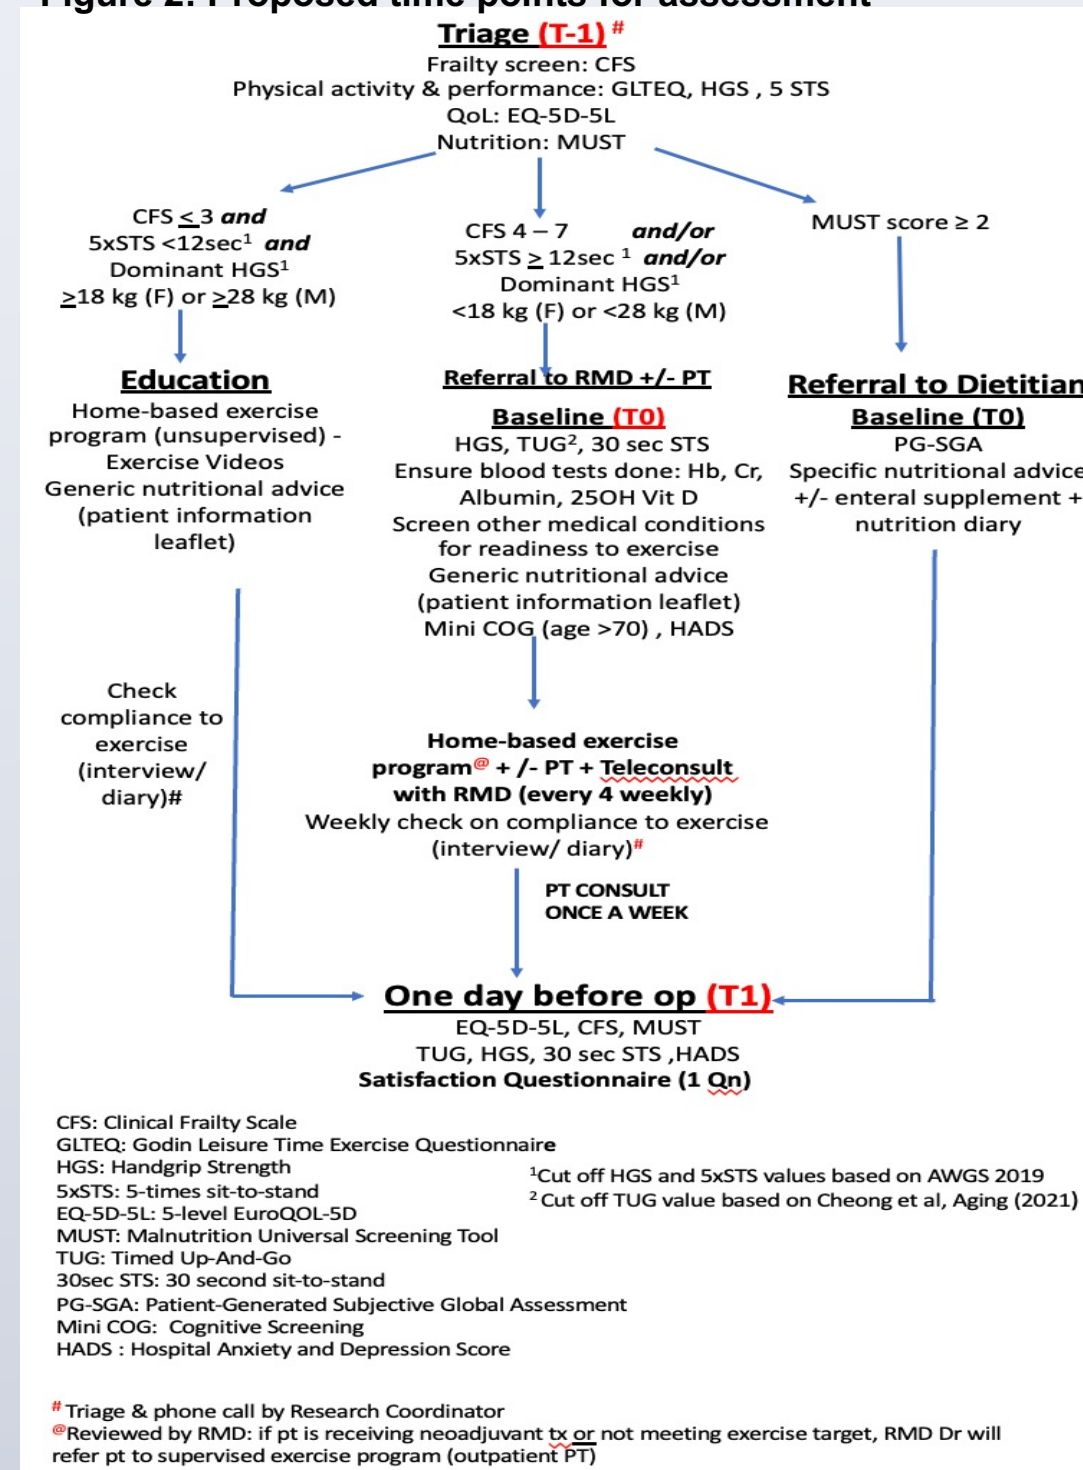 Figure 2: Proposed time points for assessment
Triage (T-1) #
Frailty screen: CFS
Physical activity & performance: GLTEQ, HGS , 5 STS
QoL: EQ-5D-5L
Nutrition: MUST
CFS ≤ 3 and
5xSTS <12sec¹ and
Dominant HGS¹
≥18 kg (F) or ≥28 kg (M)
CFS 4 – 7 and/or
5xSTS ≥ 12sec ¹ and/or
Dominant HGS¹
<18 kg (F) or <28 kg (M)
MUST score ≥ 2
Education
Home-based exercise
program (unsupervised) -
Exercise Videos
Generic nutritional advice
(patient information
leaflet)
Referral to RMD +/- PT
Baseline (T0)
HGS, TUG², 30 sec STS
Ensure blood tests done: Hb, Cr,
Albumin, 25OH Vit D
Screen other medical conditions
for readiness to exercise
Generic nutritional advice
(patient information leaflet)
Mini COG (age >70) , HADS
Referral to Dietitian
Baseline (T0)
PG-SGA
Specific nutritional advice
+/- enteral supplement +
nutrition diary
Check
compliance to
exercise
(interview/
diary)#
Home-based exercise
program@ + /- PT + Teleconsult
with RMD (every 4 weekly)
Weekly check on compliance to exercise
(interview/ diary)#
PT CONSULT
ONCE A WEEK
One day before op (T1)
EQ-5D-5L, CFS, MUST
TUG, HGS, 30 sec STS ,HADS
Satisfaction Questionnaire (1 Qn)
CFS: Clinical Frailty Scale
GLTEQ: Godin Leisure Time Exercise Questionnaire
HGS: Handgrip Strength
5xSTS: 5-times sit-to-stand
EQ-5D-5L: 5-level EuroQOL-5D
MUST: Malnutrition Universal Screening Tool
TUG: Timed Up-And-Go
30sec STS: 30 second sit-to-stand
PG-SGA: Patient-Generated Subjective Global Assessment
Mini COG: Cognitive Screening
HADS : Hospital Anxiety and Depression Score
¹Cut off HGS and 5xSTS values based on AWGS 2019
² Cut off TUG value based on Cheong et al, Aging (2021)
# Triage & phone call by Research Coordinator
@Reviewed by RMD: if pt is receiving neoadjuvant tx or not meeting exercise target, RMD Dr will
refer pt to supervised exercise program (outpatient PT)